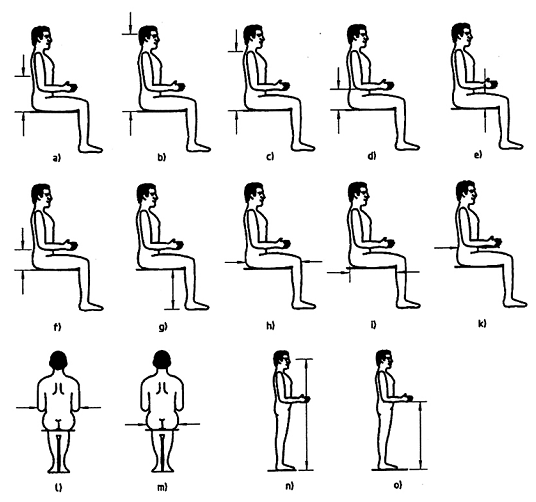 a) b) c) d) e)
f) g) h) i) k)
l) m) n) o)